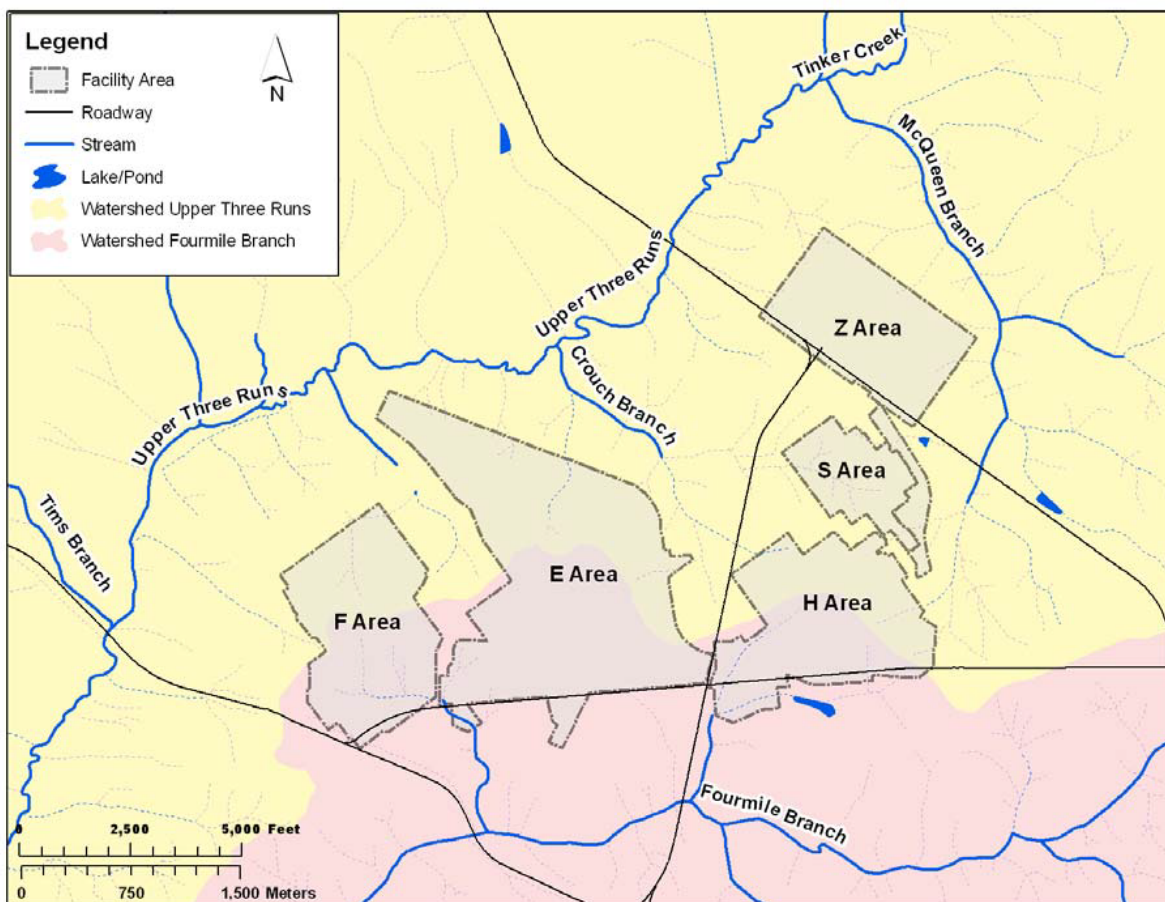 Legend
N
Facility Area
Roadway
Stream
Lake/Pond
Watershed Upper Three Runs
Watershed Fourmile Branch
Tinker Creek
McQueen Branch
Upper Three Runs
Z Area
Crouch Branch
Upper Three Runs
S Area
Tims Branch
E Area
H Area
F Area
Fourmile Branch
0 2,500 5,000 Feet
0 750 1,500 Meters